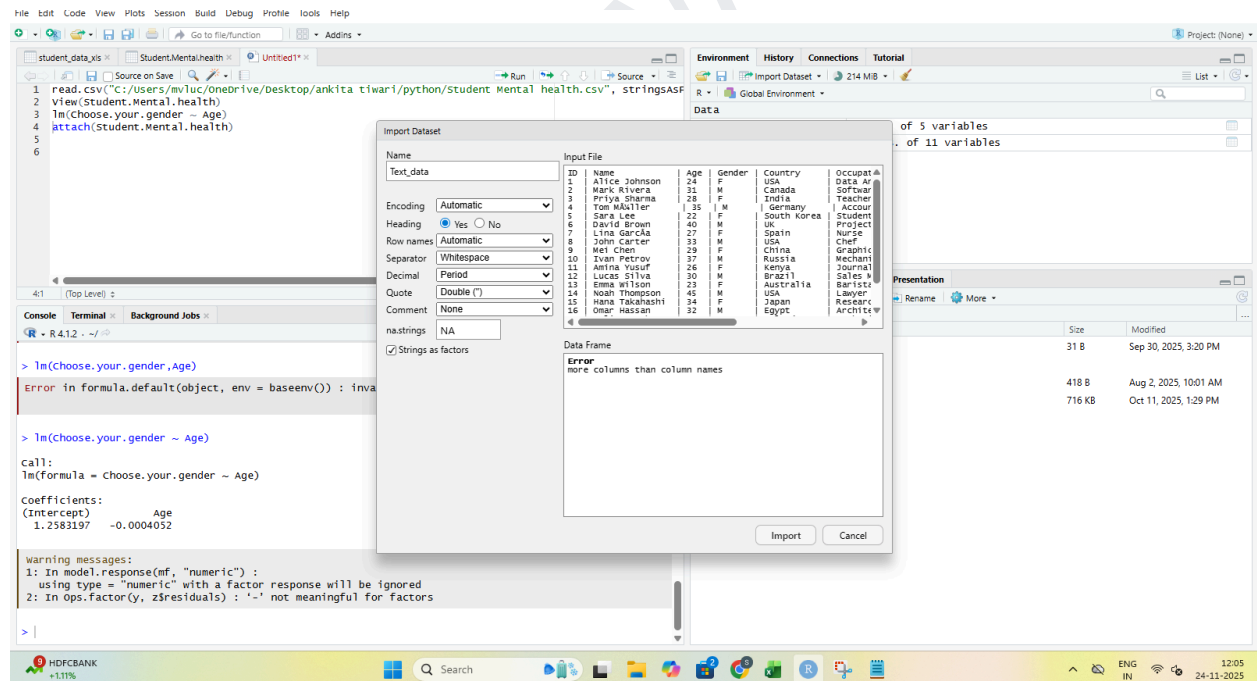 File Edit Code View Plots Session Build Debug Profile Tools Help
Go to file/function Addins Project: (None)
student_data_xls Student.Mental.health Untitled1*
Source on Save Run Source
1 read.csv("C:/Users/mvluc/OneDrive/Desktop/ankita tiwari/python/Student Mental health.csv", stringsAsF
2 View(Student.Mental.health)
3 lm(Choose.your.gender ~ Age)
4 attach(Student.Mental.health)
5
6
4:1 (Top Level)
Console Terminal Background Jobs
R 4.1.2 . ~/
> lm(Choose.your.gender,Age)
Error in formula.default(object, env = baseenv()) : inva
> lm(Choose.your.gender ~ Age)
Call:
lm(formula = Choose.your.gender ~ Age)
Coefficients:
(Intercept) Age
1.2583197 -0.0004052
Warning messages:
1: In model.response(mf, "numeric") :
using type = "numeric" with a factor response will be ignored
2: In Ops.factor(y, z$residuals) : ‘-’ not meaningful for factors
>
Import Dataset
Name
Text_data
Encoding Automatic
Heading Yes No
Row names Automatic
Separator Whitespace
Decimal Period
Quote Double (")
Comment None
na.strings NA
Strings as factors
Input File
ID | Name | Age | Gender | Country | Occupat
1 | Alice Johnson | 24 | F | USA | Data An
2 | Mark Rivera | 31 | M | Canada | Softwar
3 | Priya Sharma | 28 | F | India | Teacher
4 | Tom MÃ¼ller | 35 | M | Germany | Accour
5 | Sara Lee | 22 | F | South Korea | Student
6 | David Brown | 40 | M | UK | Project
7 | Lina GarcÃa | 27 | F | Spain | Nurse
8 | John Carter | 33 | M | USA | Chef
9 | Mei Chen | 29 | F | China | Graphic
10 | Ivan Petrov | 37 | M | Russia | Mechani
11 | Amina Yusuf | 26 | F | Kenya | Journal
12 | Lucas Silva | 30 | M | Brazil | Sales M
13 | Emma Wilson | 23 | F | Australia | Barista
14 | Noah Thompson | 45 | M | USA | Lawyer
15 | Hana Takahashi | 34 | F | Japan | Researc
16 | Omar Hassan | 32 | M | Egypt | Archite
Data Frame
Error
more columns than column names
Import Cancel
Environment History Connections Tutorial
Import Dataset 214 MiB List
R Global Environment
Data
of 5 variables
. of 11 variables
Presentation
Rename More
Size Modified
31 B Sep 30, 2025, 3:20 PM
418 B Aug 2, 2025, 10:01 AM
716 KB Oct 11, 2025, 1:29 PM
9 HDFCBANK
+1.11%
Search
2
ENG
IN
12:05
24-11-2025